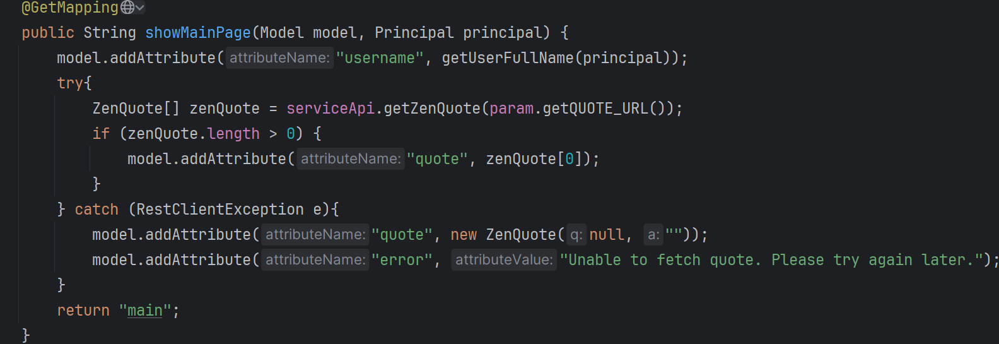 @GetMapping
public String showMainPage(Model model, Principal principal) {
model.addAttribute( attributeName: "username", getUserFullName(principal));
try{
ZenQuote[] zenQuote = serviceApi.getZenQuote(param.getQUOTE_URL());
if (zenQuote.length > 0) {
model.addAttribute( attributeName: "quote", zenQuote[0]);
}
} catch (RestClientException e){
model.addAttribute( attributeName: "quote", new ZenQuote( q: null, a: ""));
model.addAttribute( attributeName: "error", attributeValue: "Unable to fetch quote. Please try again later.");
}
return "main";
}